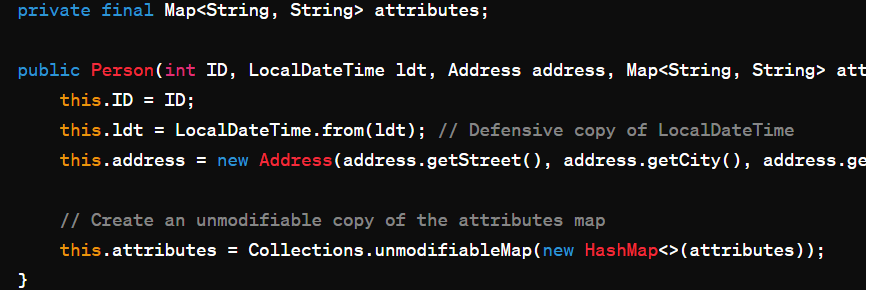 private final Map<String, String> attributes;
public Person(int ID, LocalDateTime ldt, Address address, Map<String, String> att
this.ID = ID;
this.ldt = LocalDateTime.from(ldt); // Defensive copy of LocalDateTime
this.address = new Address(address.getStreet(), address.getCity(), address.ge
// Create an unmodifiable copy of the attributes map
this.attributes = Collections.unmodifiableMap(new HashMap<>(attributes));
}